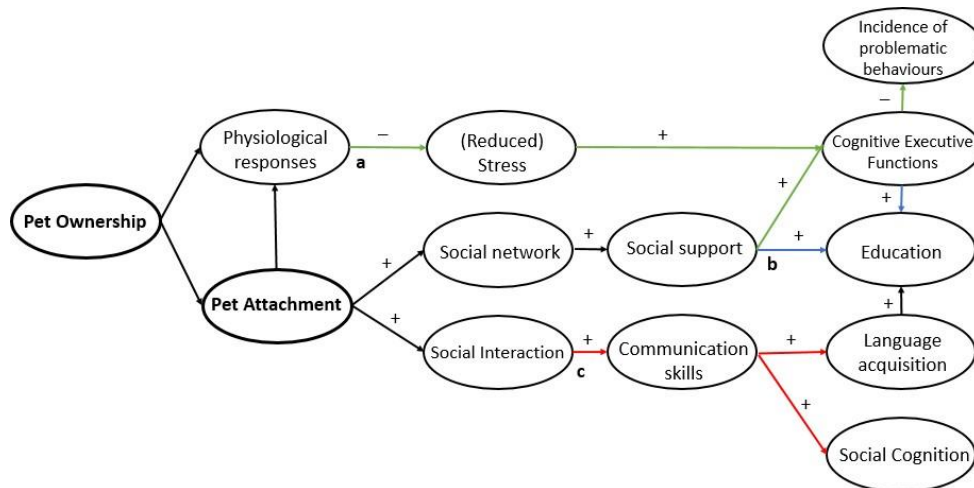 Incidence of
problematic
behaviours
−
Physiological
responses
−
a
(Reduced)
Stress
+
Cognitive Executive
Functions
+
+
Pet Ownership
Pet Attachment
+
+
Social network
+
Social support
+
b
Education
+
Social Interaction
+
c
Communication
skills
+
+
Language
acquisition
Social Cognition